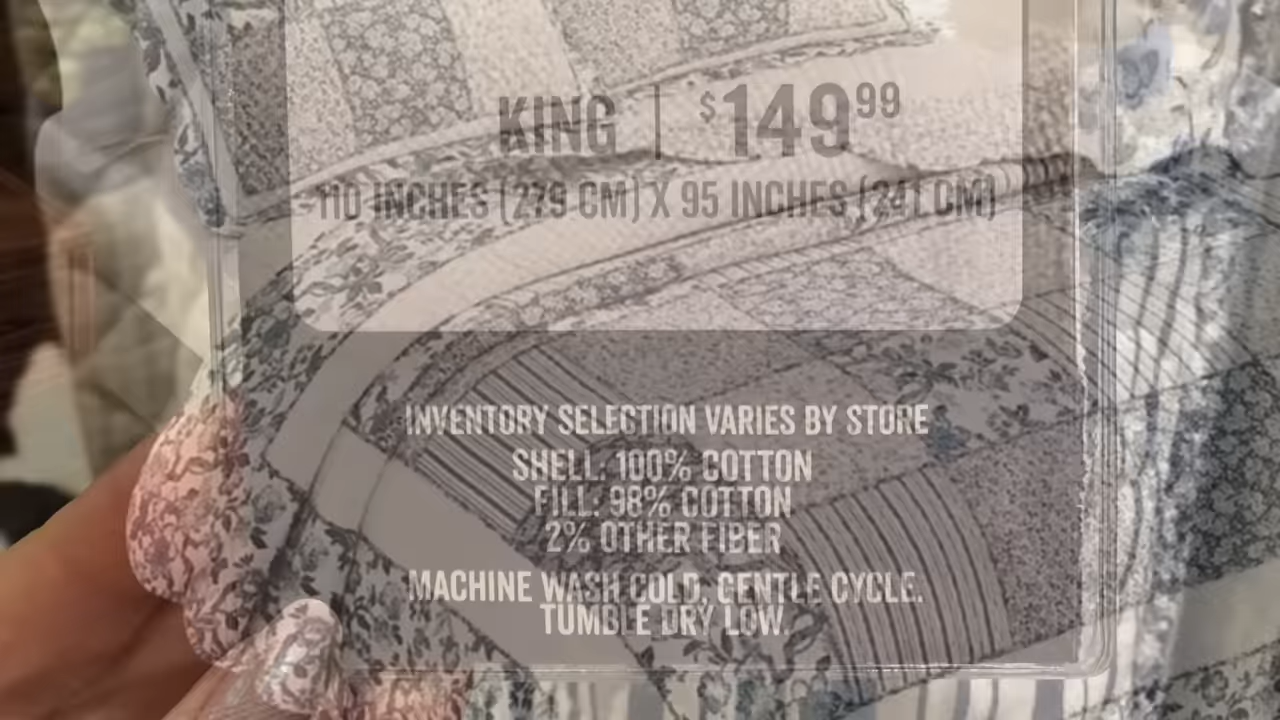 KING | $149.99
110 INCHES (279 CM) X 95 INCHES (241 CM)
INVENTORY SELECTION VARIES BY STORE
SHELL: 100% COTTON
FILL: 98% COTTON
2% OTHER FIBER
MACHINE WASH COLD, GENTLE CYCLE.
TUMBLE DRY LOW.